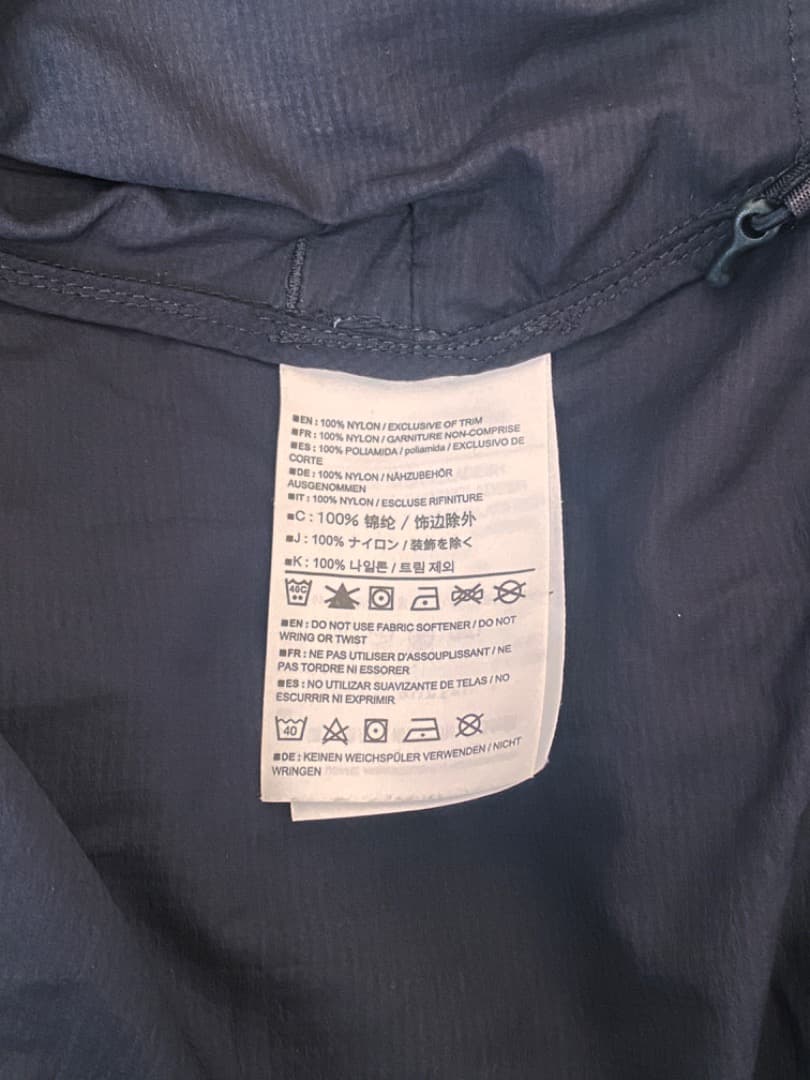 ■EN : 100% NYLON / EXCLUSIVE OF TRIM
■FR : 100% NYLON / GARNITURE NON-COMPRISE
■ES : 100% POLIAMIDA / poliamida / EXCLUSIVO DE
CORTE
■DE : 100% NYLON / NÄHZUBEHÖR
AUSGENOMMEN
■IT : 100% NYLON / ESCLUSE RIFINITURE
■C : 100% 锦纶 / 饰边除外
■J : 100% ナイロン / 装飾を除く
■K : 100% 나일론 / 트림 제외
40C
■EN : DO NOT USE FABRIC SOFTENER / DO NOT
WRING OR TWIST
■FR : NE PAS UTILISER D'ASSOUPLISSANT / NE
PAS TORDRE NI ESSORER
■ES : NO UTILIZAR SUAVIZANTE DE TELAS / NO
ESCURRIR NI EXPRIMIR
40
■DE : KEINEN WEICHSPÜLER VERWENDEN / NICHT
WRINGEN